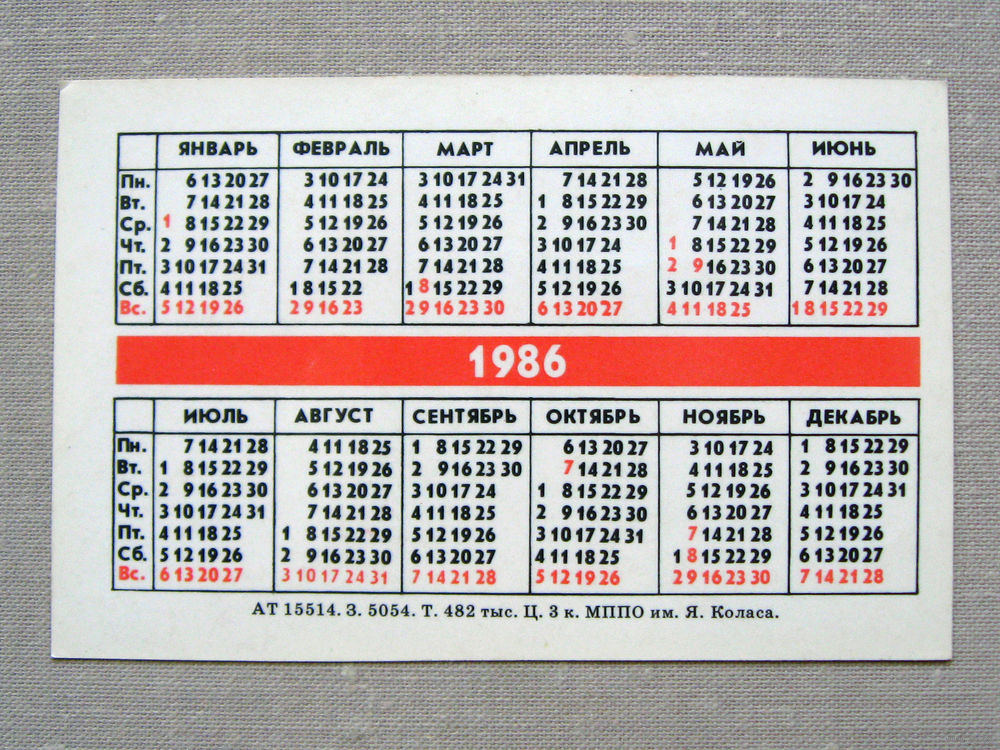 ЯНВАРЬ ФЕВРАЛЬ МАРТ АПРЕЛЬ МАЙ ИЮНЬ
Пн. 6 13 20 27 3 10 17 24 3 10 17 24 31 7 14 21 28 5 12 19 26 2 9 16 23 30
Вт. 7 14 21 28 4 11 18 25 4 11 18 25 1 8 15 22 29 6 13 20 27 3 10 17 24
Ср. 1 8 15 22 29 5 12 19 26 5 12 19 26 2 9 16 23 30 7 14 21 28 4 11 18 25
Чт. 2 9 16 23 30 6 13 20 27 6 13 20 27 3 10 17 24 1 8 15 22 29 5 12 19 26
Пт. 3 10 17 24 31 7 14 21 28 7 14 21 28 4 11 18 25 2 9 16 23 30 6 13 20 27
Сб. 4 11 18 25 1 8 15 22 1 8 15 22 29 5 12 19 26 3 10 17 24 31 7 14 21 28
Вс. 5 12 19 26 2 9 16 23 2 9 16 23 30 6 13 20 27 4 11 18 25 1 8 15 22 29
1986
ИЮЛЬ АВГУСТ СЕНТЯБРЬ ОКТЯБРЬ НОЯБРЬ ДЕКАБРЬ
Пн. 7 14 21 28 4 11 18 25 1 8 15 22 29 6 13 20 27 3 10 17 24 1 8 15 22 29
Вт. 1 8 15 22 29 5 12 19 26 2 9 16 23 30 7 14 21 28 4 11 18 25 2 9 16 23 30
Ср. 2 9 16 23 30 6 13 20 27 3 10 17 24 1 8 15 22 29 5 12 19 26 3 10 17 24 31
Чт. 3 10 17 24 31 7 14 21 28 4 11 18 25 2 9 16 23 30 6 13 20 27 4 11 18 25
Пт. 4 11 18 25 1 8 15 22 29 5 12 19 26 3 10 17 24 31 7 14 21 28 5 12 19 26
Сб. 5 12 19 26 2 9 16 23 30 6 13 20 27 4 11 18 25 1 8 15 22 29 6 13 20 27
Вс. 6 13 20 27 3 10 17 24 31 7 14 21 28 5 12 19 26 2 9 16 23 30 7 14 21 28
АТ 15514. З. 5054. Т. 482 тыс. Ц. 3 к. МППО им. Я. Коласа.